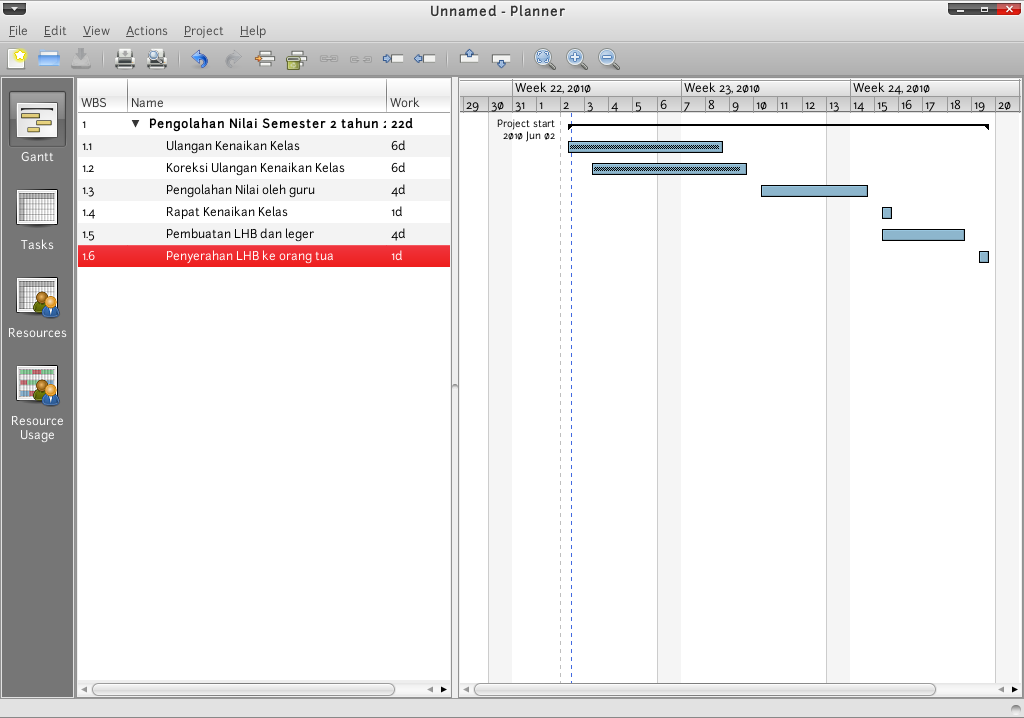 Unnamed - Planner
File Edit View Actions Project Help
Gantt
Tasks
Resources
Resource
Usage
WBS Name Work
1 Pengolahan Nilai Semester 2 tahun 22d
1.1 Ulangan Kenaikan Kelas 6d
1.2 Koreksi Ulangan Kenaikan Kelas 6d
1.3 Pengolahan Nilai oleh guru 4d
1.4 Rapat Kenaikan Kelas 1d
1.5 Pembuatan LHB dan leger 4d
1.6 Penyerahan LHB ke orang tua 1d
Week 22, 2010 Week 23, 2010 Week 24, 2010
29 30 31 1 2 3 4 5 6 7 8 9 10 11 12 13 14 15 16 17 18 19 20
Project start
2010 Jun 02